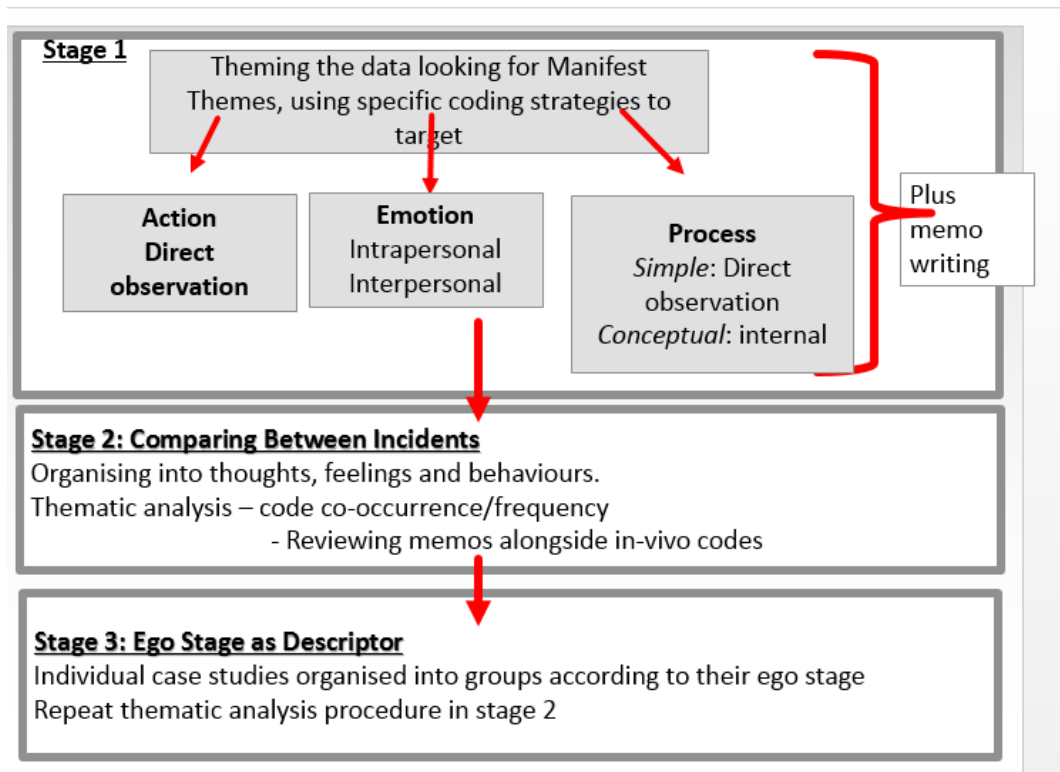 Stage 1
Theming the data looking for Manifest
Themes, using specific coding strategies to
target
Action
Direct
observation
Emotion
Intrapersonal
Interpersonal
Process
Simple: Direct
observation
Conceptual: internal
Plus
memo
writing
Stage 2: Comparing Between Incidents
Organising into thoughts, feelings and behaviours.
Thematic analysis – code co-occurrence/frequency
- Reviewing memos alongside in-vivo codes
Stage 3: Ego Stage as Descriptor
Individual case studies organised into groups according to their ego stage
Repeat thematic analysis procedure in stage 2